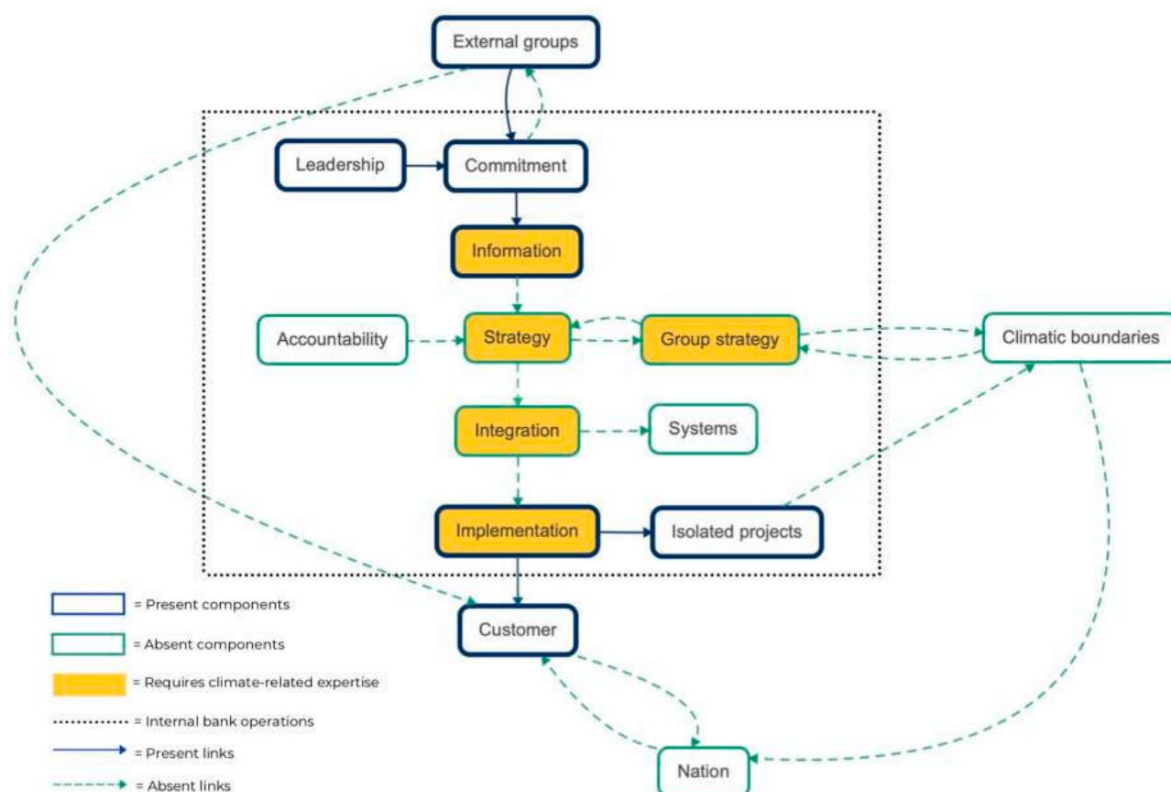 External groups
Leadership
Commitment
Information
Accountability
Strategy
Group strategy
Climatic boundaries
Integration
Systems
Implementation
Isolated projects
Customer
Nation
= Present components
= Absent components
= Requires climate-related expertise
= Internal bank operations
= Present links
= Absent links